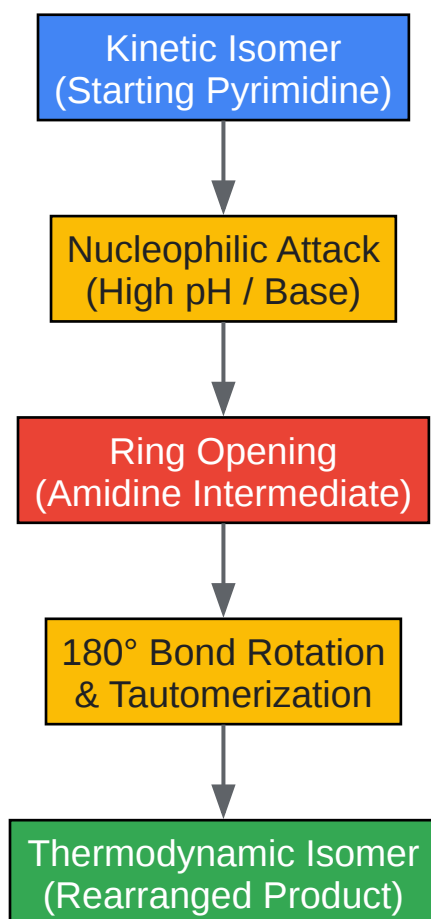 Kinetic Isomer
(Starting Pyrimidine)
Nucleophilic Attack
(High pH / Base)
Ring Opening
(Amidine Intermediate)
180° Bond Rotation
& Tautomerization
Thermodynamic Isomer
(Rearranged Product)